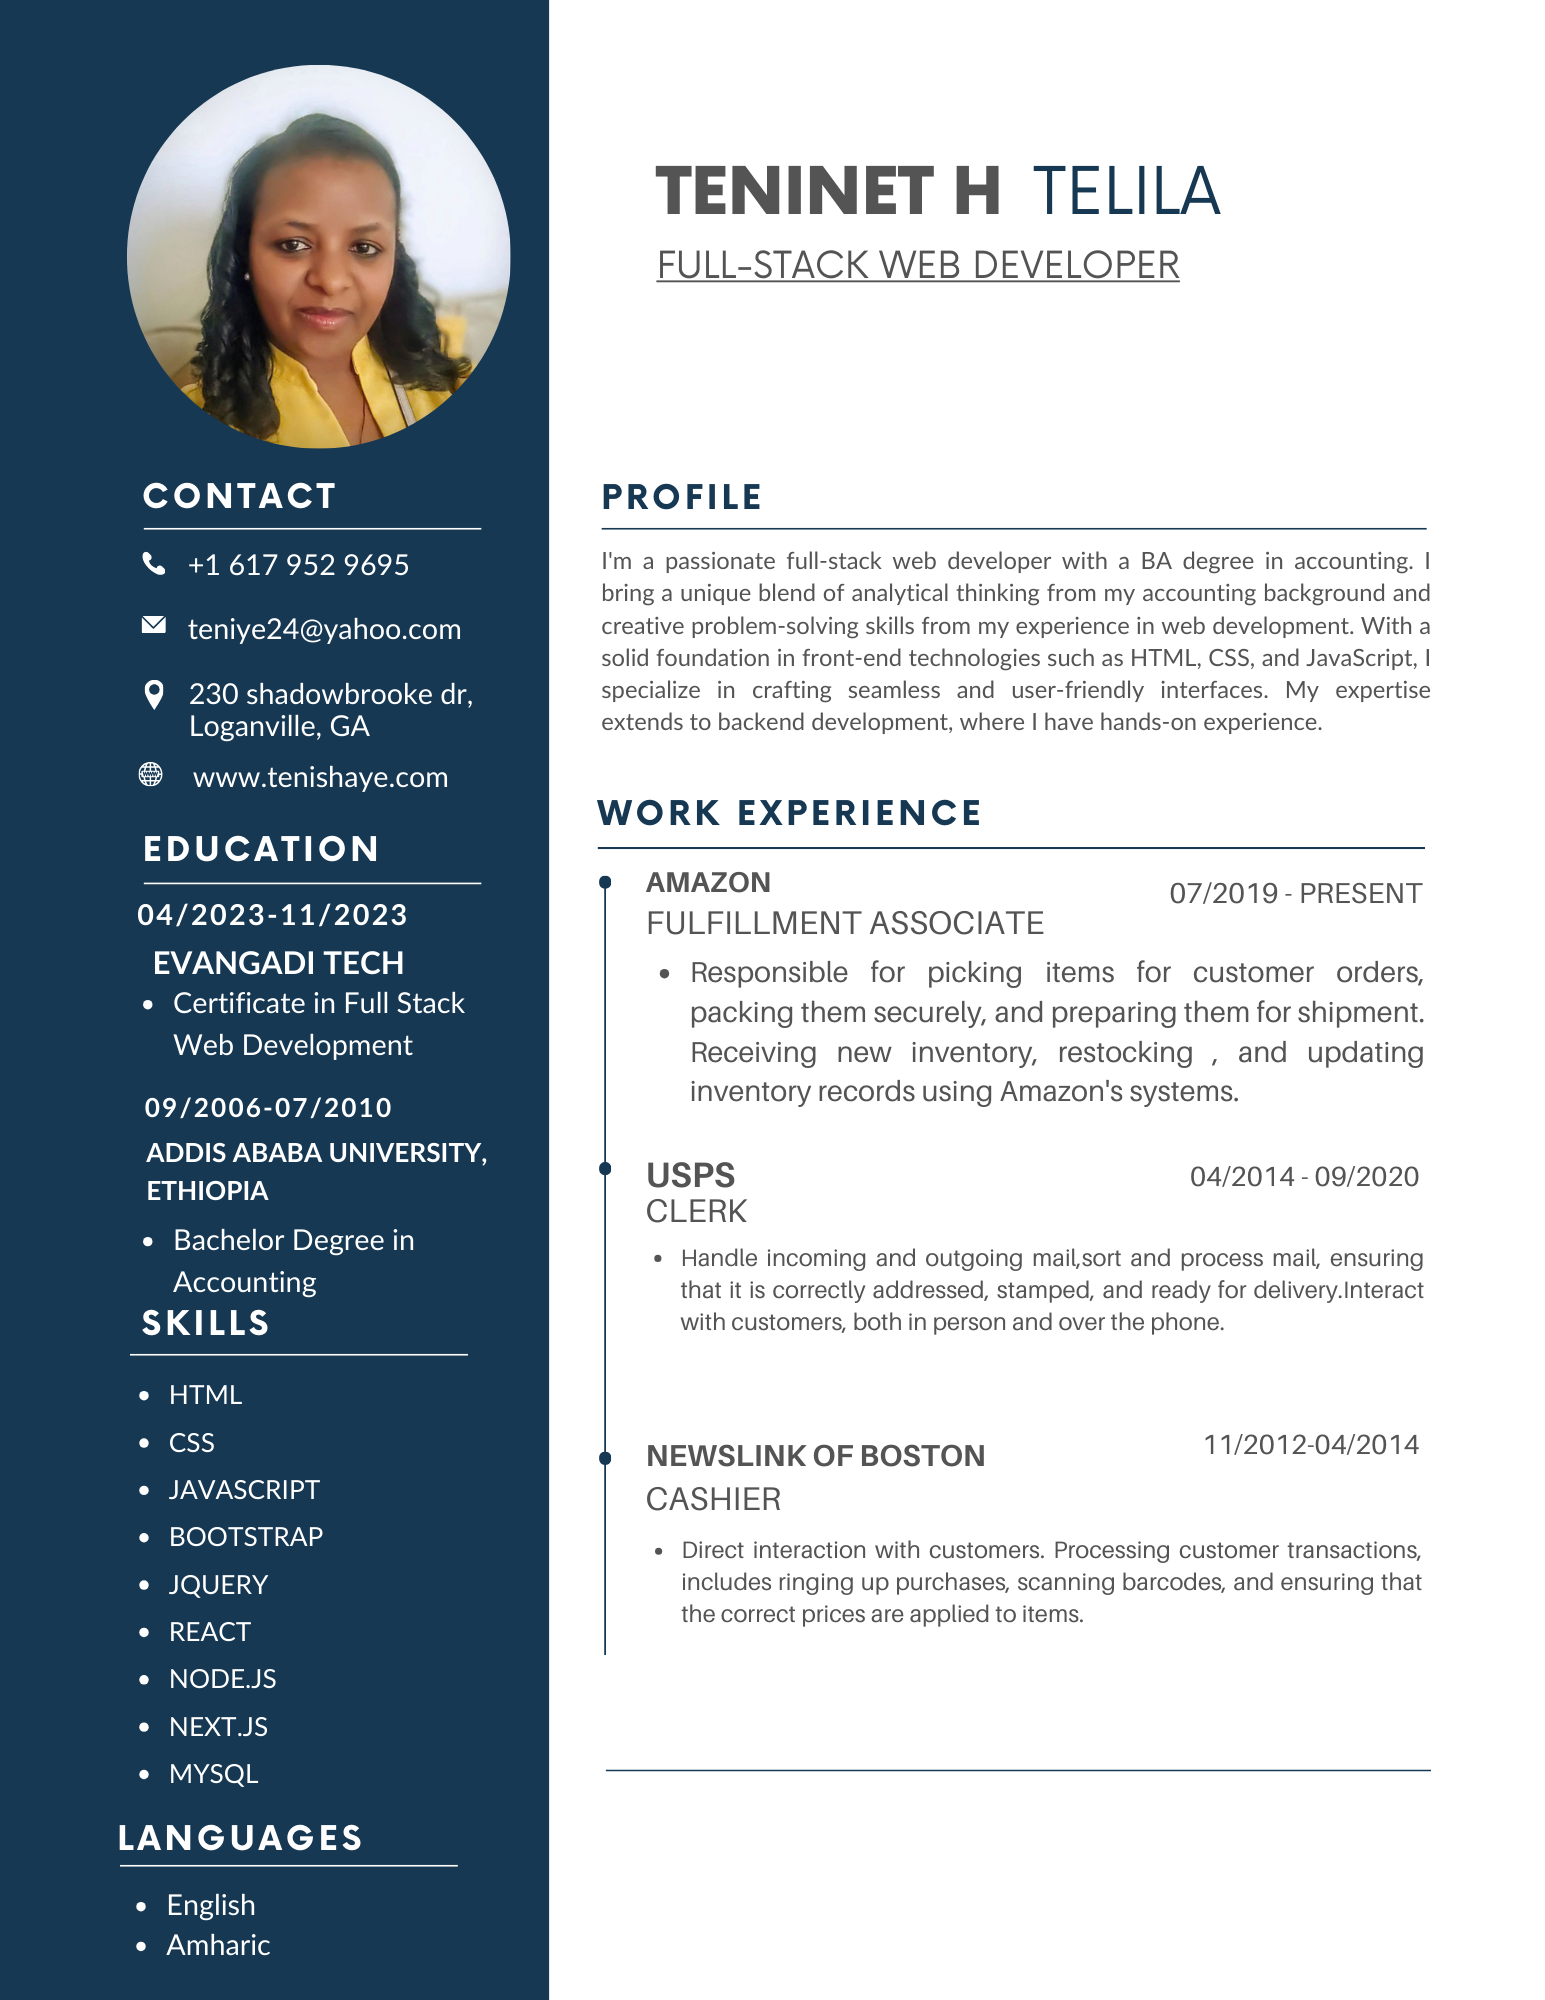 TENINET H TELILA
FULL-STACK WEB DEVELOPER
CONTACT
+1 617 952 9695
teniye24@yahoo.com
230 shadowbrooke dr,
Loganville, GA
www.tenishaye.com
EDUCATION
04/2023-11/2023
EVANGADI TECH
• Certificate in Full Stack
Web Development
09/2006-07/2010
ADDIS ABABA UNIVERSITY,
ETHIOPIA
• Bachelor Degree in
Accounting
SKILLS
• HTML
• CSS
• JAVASCRIPT
• BOOTSTRAP
• JQUERY
• REACT
• NODE.JS
• NEXT.JS
• MYSQL
LANGUAGES
• English
• Amharic
PROFILE
I'm a passionate full-stack web developer with a BA degree in accounting. I
bring a unique blend of analytical thinking from my accounting background and
creative problem-solving skills from my experience in web development. With a
solid foundation in front-end technologies such as HTML, CSS, and JavaScript, I
specialize in crafting seamless and user-friendly interfaces. My expertise
extends to backend development, where I have hands-on experience.
WORK EXPERIENCE
AMAZON
07/2019 - PRESENT
FULFILLMENT ASSOCIATE
• Responsible for picking items for customer orders,
packing them securely, and preparing them for shipment.
Receiving new inventory, restocking , and updating
inventory records using Amazon's systems.
USPS
04/2014 - 09/2020
CLERK
• Handle incoming and outgoing mail,sort and process mail, ensuring
that it is correctly addressed, stamped, and ready for delivery.Interact
with customers, both in person and over the phone.
NEWSLINK OF BOSTON
11/2012-04/2014
CASHIER
• Direct interaction with customers. Processing customer transactions,
includes ringing up purchases, scanning barcodes, and ensuring that
the correct prices are applied to items.